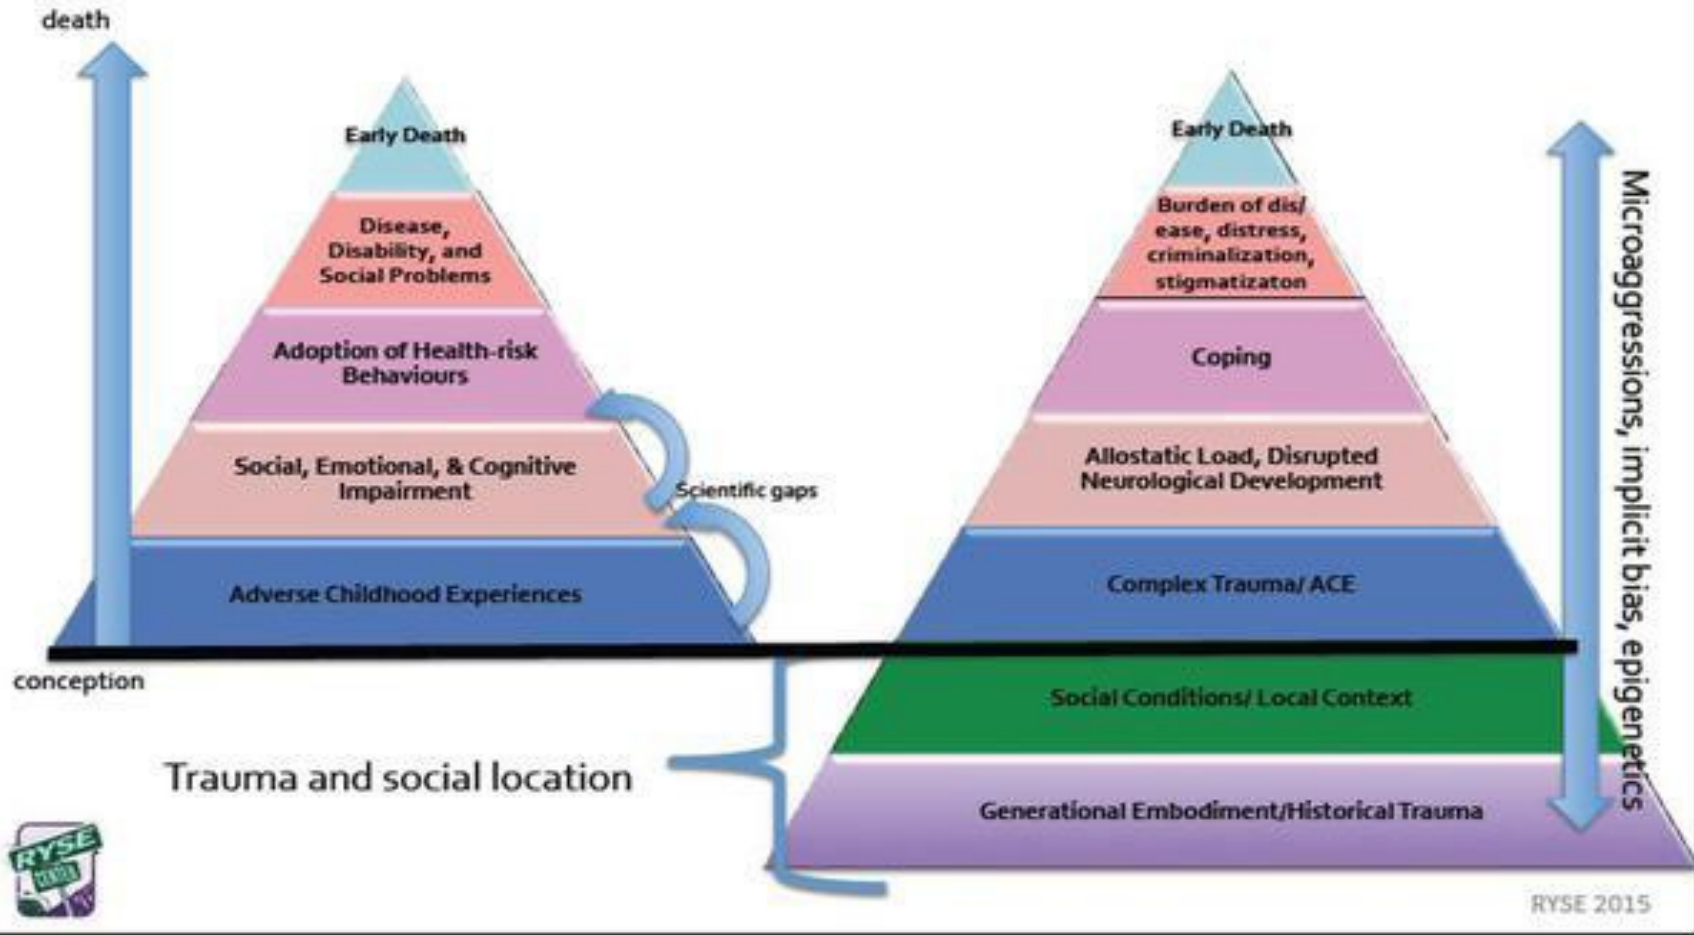 death
Early Death
Disease,
Disability, and
Social Problems
Adoption of Health-risk
Behaviours
Social, Emotional, & Cognitive
Impairment
Scientific gaps
Adverse Childhood Experiences
conception
Trauma and social location
Early Death
Burden of dis/
ease, distress,
criminalization,
stigmatizaton
Coping
Allostatic Load, Disrupted
Neurological Development
Complex Trauma/ ACE
Social Conditions/ Local Context
Generational Embodiment/Historical Trauma
Microaggressions, implicit bias, epigenetics
RYSE
CENTER
RYSE 2015